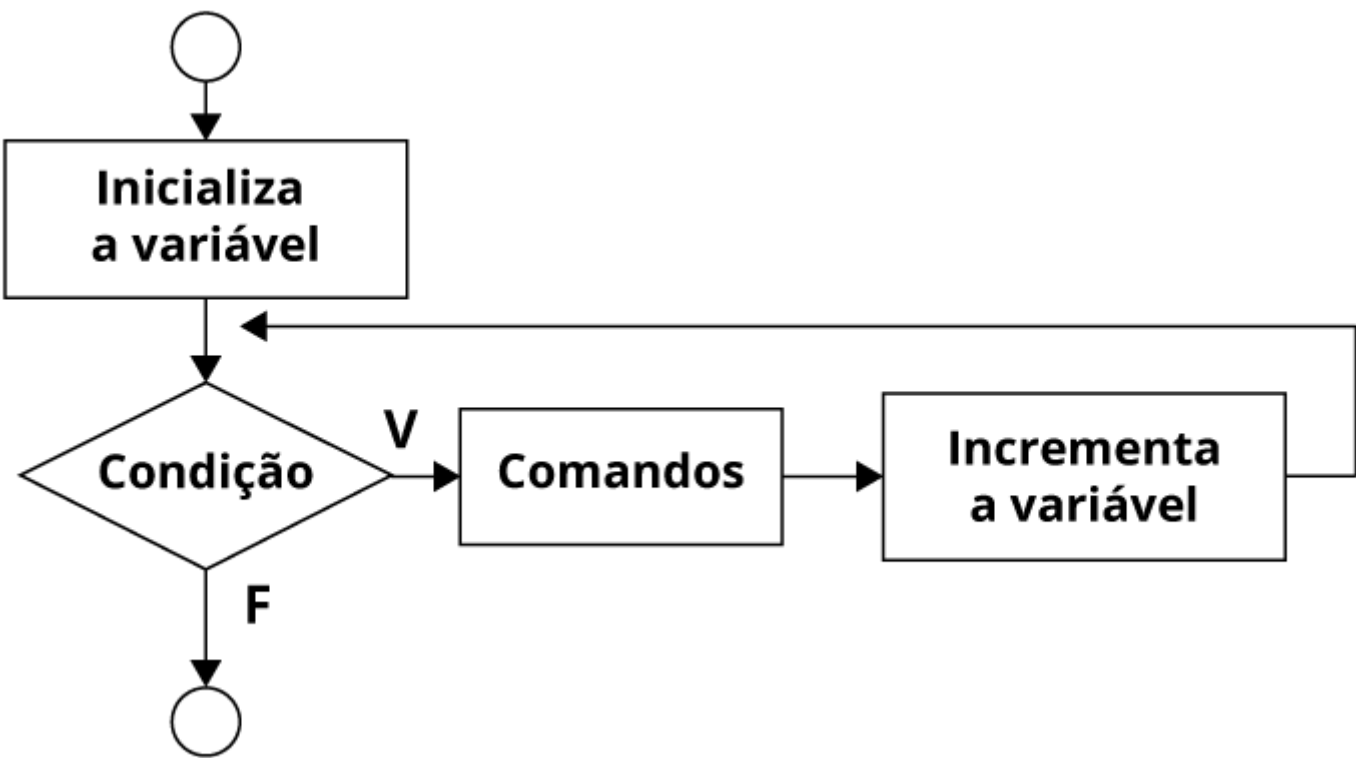 Inicializa
a variável
V
Condição
Comandos
Incrementa
a variável
F